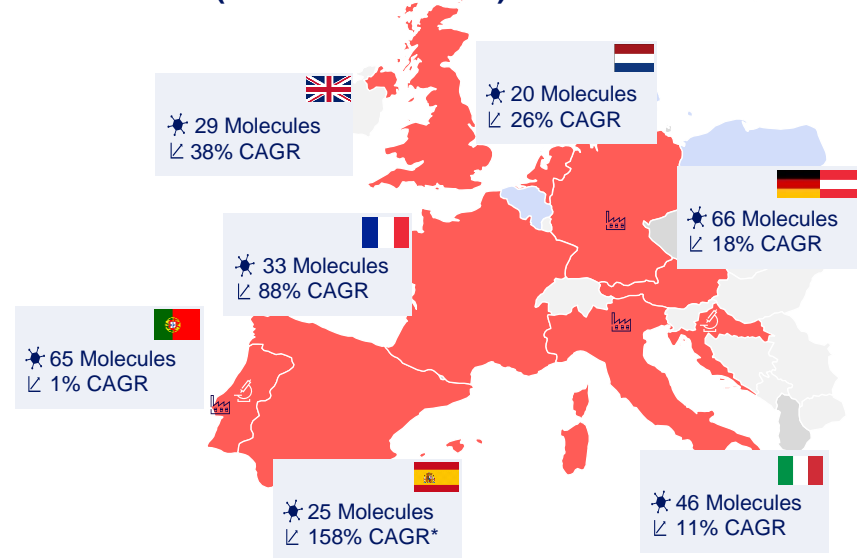 29 Molecules
38% CAGR
20 Molecules
26% CAGR
66 Molecules
18% CAGR
33 Molecules
88% CAGR
65 Molecules
1% CAGR
25 Molecules
158% CAGR*
46 Molecules
11% CAGR